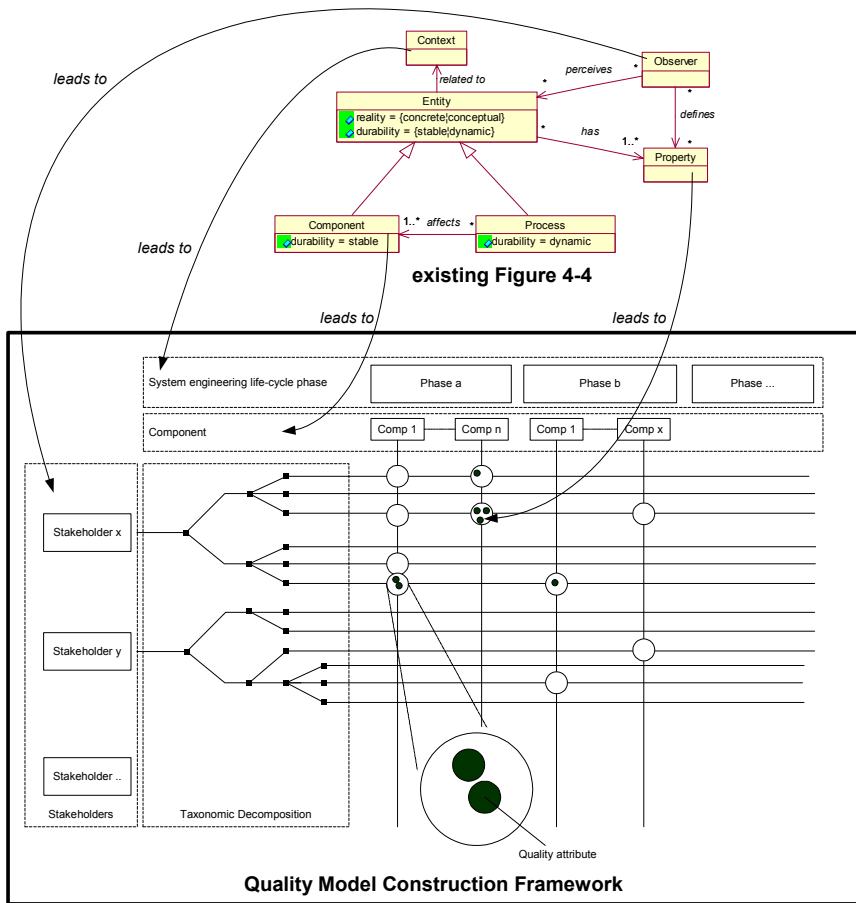 Context
Observer
leads to
related to
perceives
*
*
*
Entity
reality = {concrete¦conceptual}
durability = {stable¦dynamic}
defines
*
has
1..*
*
Property
leads to
Component
durability = stable
1..*
affects
*
Process
durability = dynamic
existing Figure 4-4
leads to
leads to
System engineering life-cycle phase
Phase a
Phase b
Phase ...
Component
Comp 1
Comp n
Comp 1
Comp x
Stakeholder x
Stakeholder y
Stakeholder ..
Stakeholders
Taxonomic Decomposition
Quality attribute
Quality Model Construction Framework